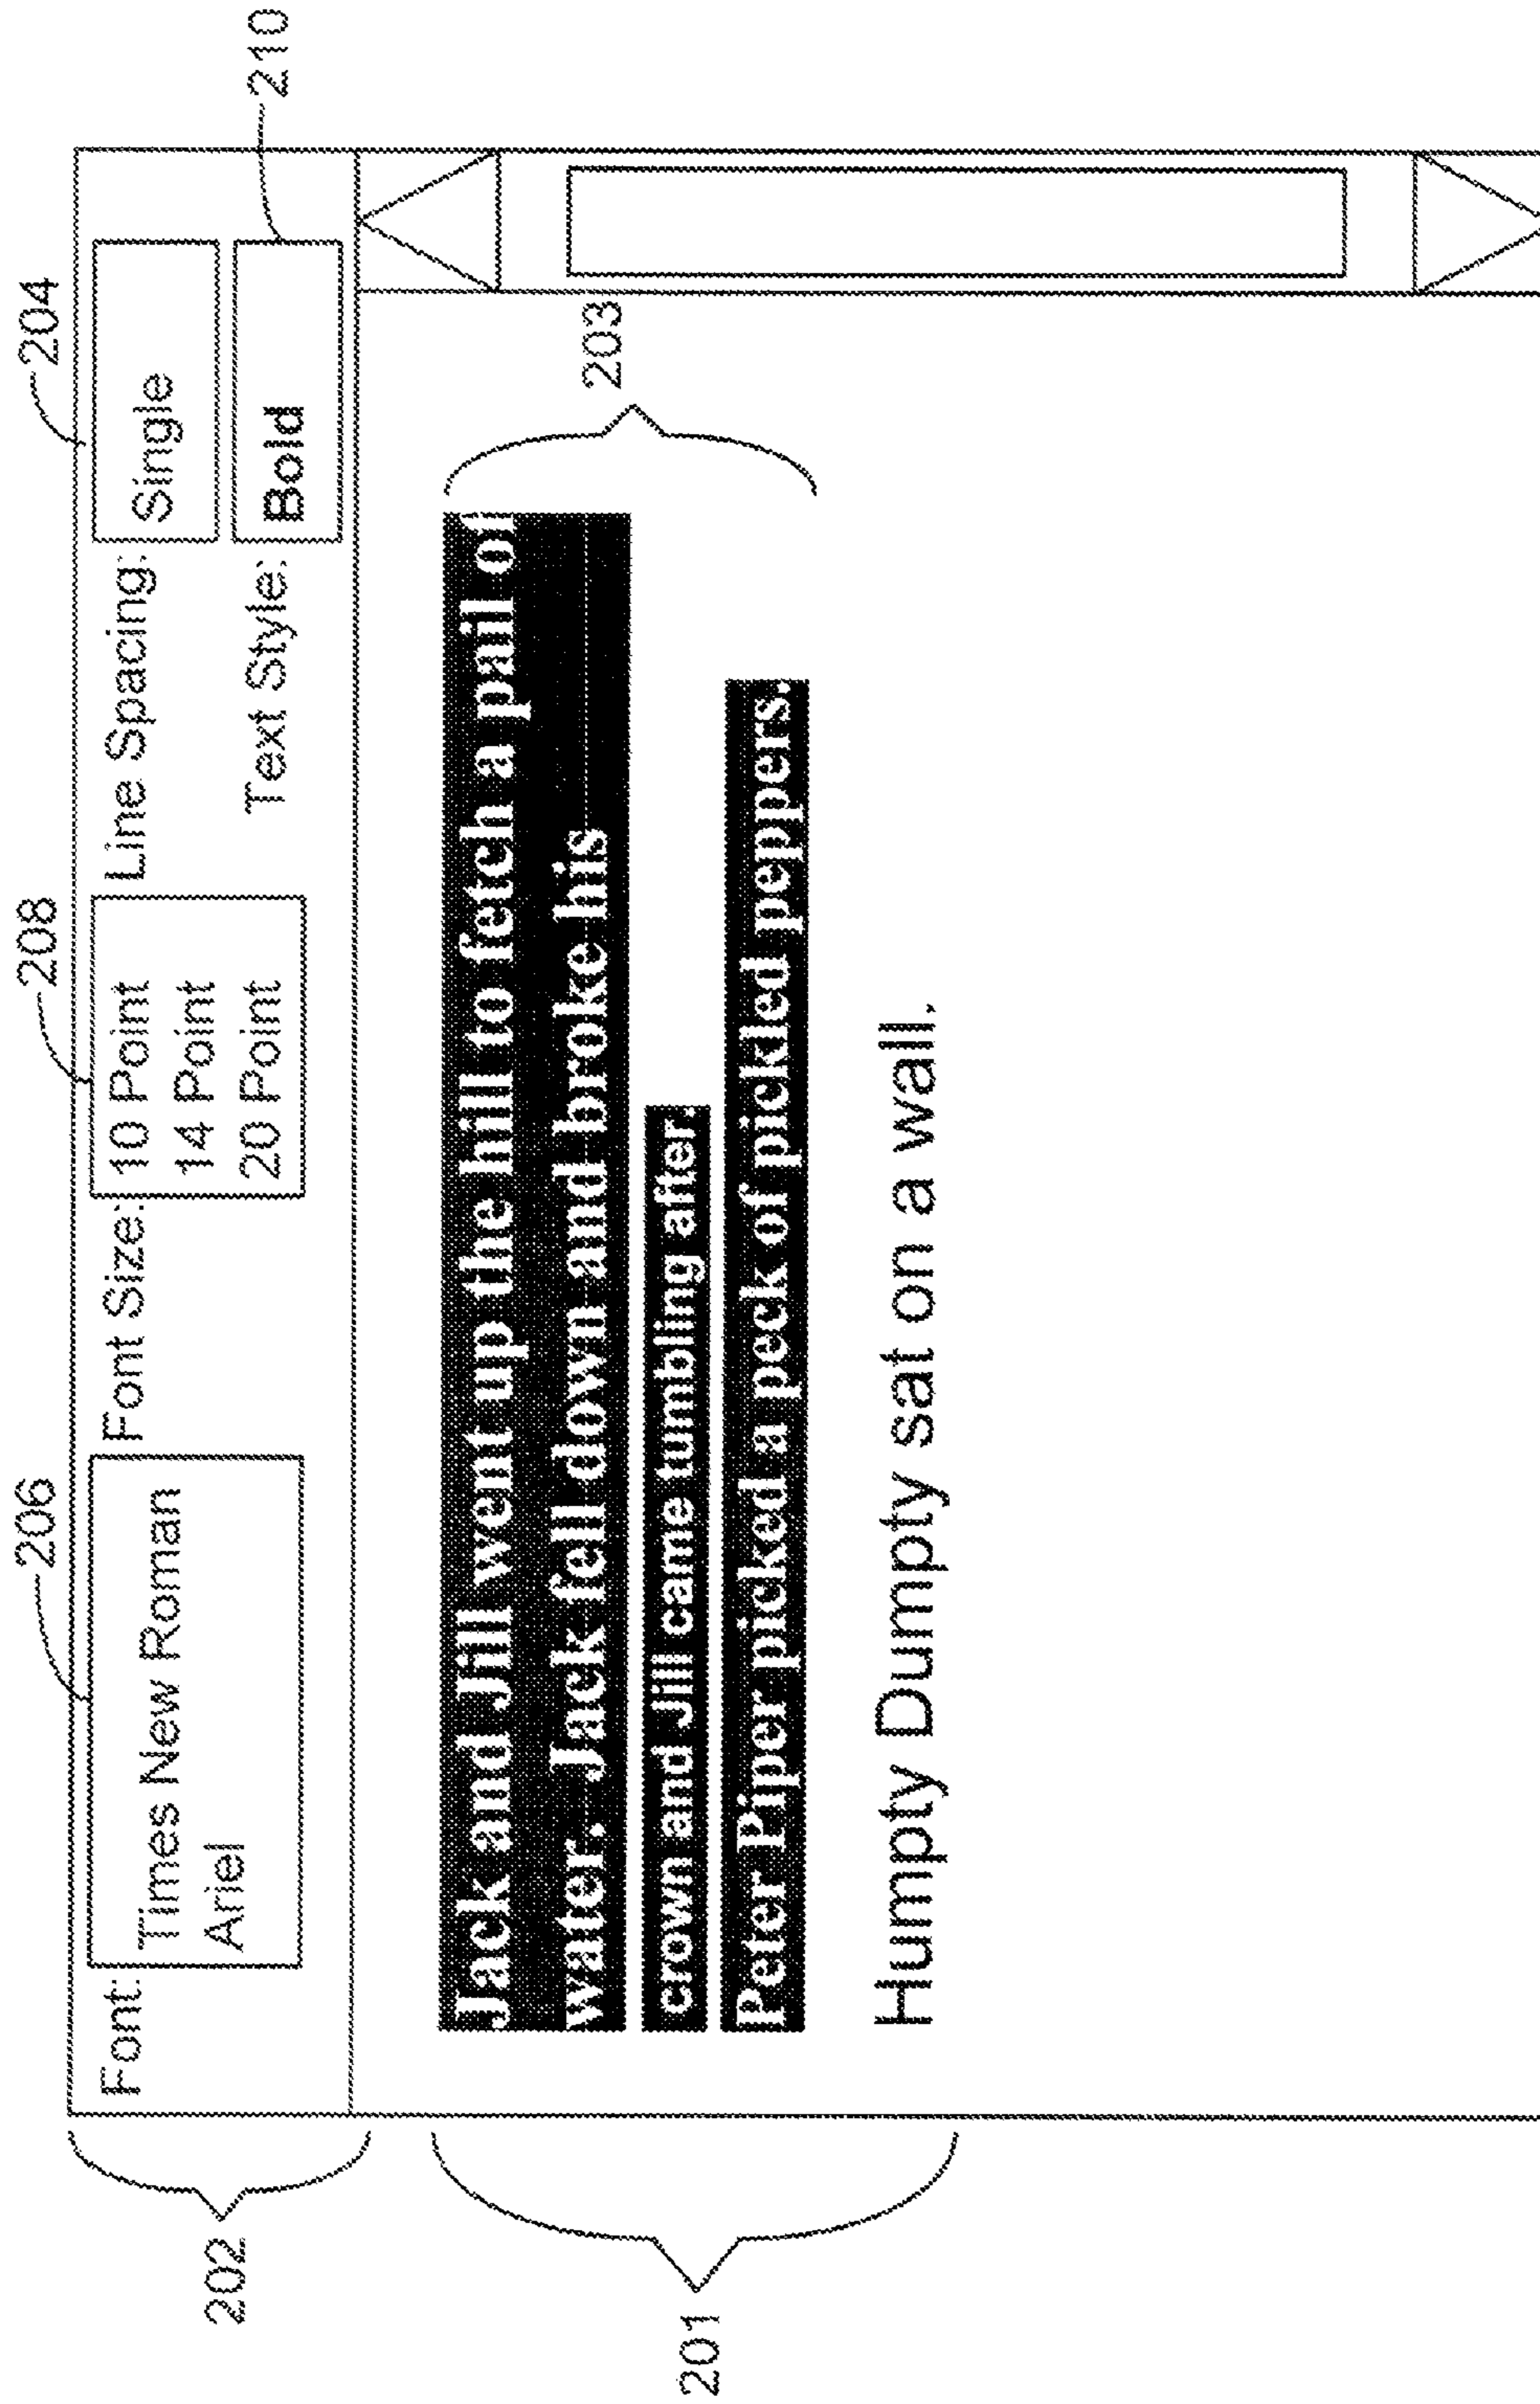 206
208
204
210
Font: Times New Roman Font Size: 10 Point Line Spacing: Single
Ariel 14 Point
20 Point Text Style: Bold
202
Jack and Jill went up the hill to fetch a pail of
water. Jack fell down and broke his
crown and Jill came tumbling after.
Peter Piper picked a peck of pickled peppers.
203
Humpty Dumpty sat on a wall.
201